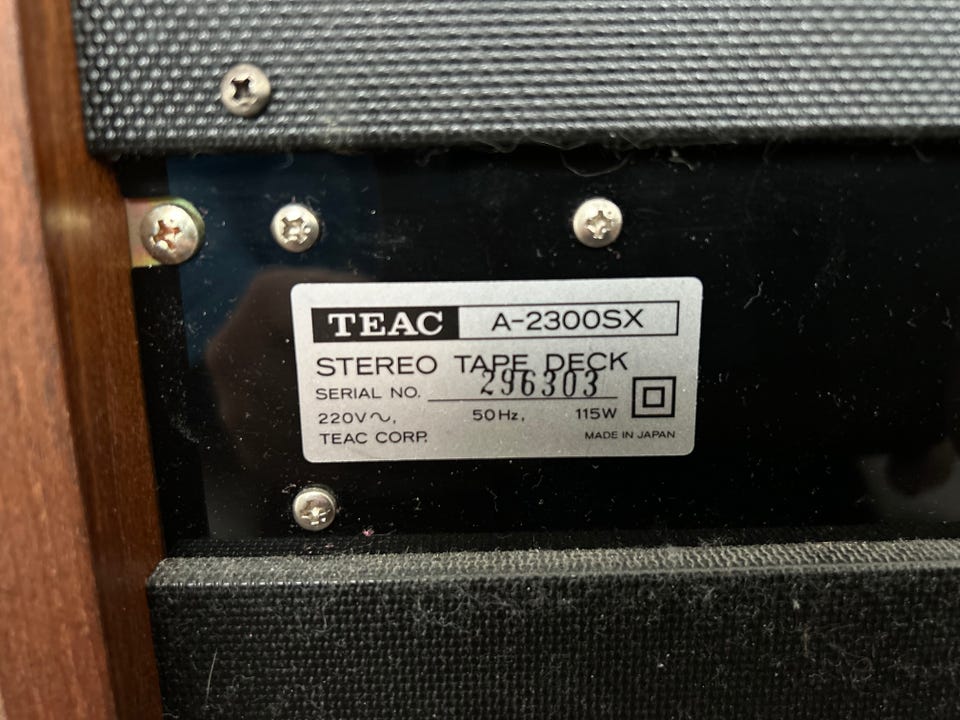 TEAC A-2300SX
STEREO TAPE DECK
SERIAL NO. 296303
220V~, 50Hz, 115W
TEAC CORP. MADE IN JAPAN